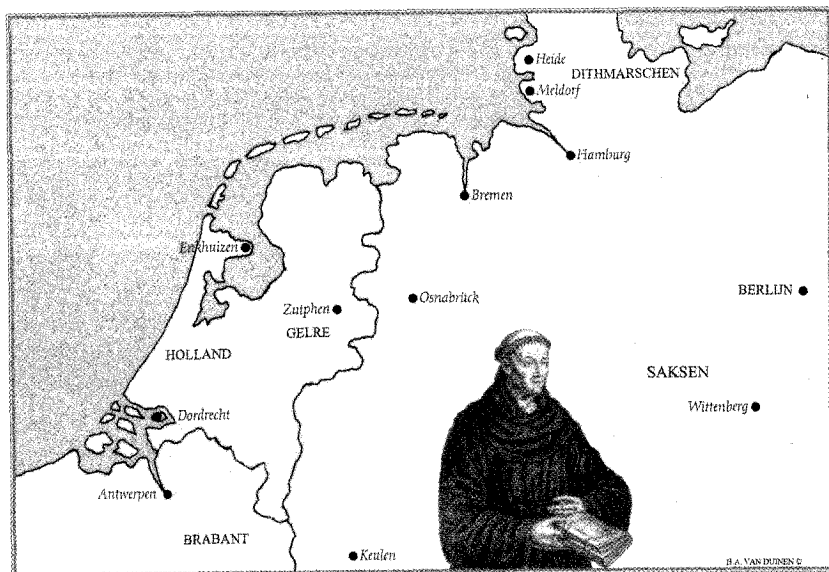 Heide
DITHMARSCHEN
Meldorf
Hamburg
Bremen
Enkhuizen
Zutphen
Osnabrück
BERLIJN
GELRE
HOLLAND
SAKSEN
Wittenberg
Dordrecht
Antwerpen
BRABANT
Keulen
B.A. VAN DUINEN ©